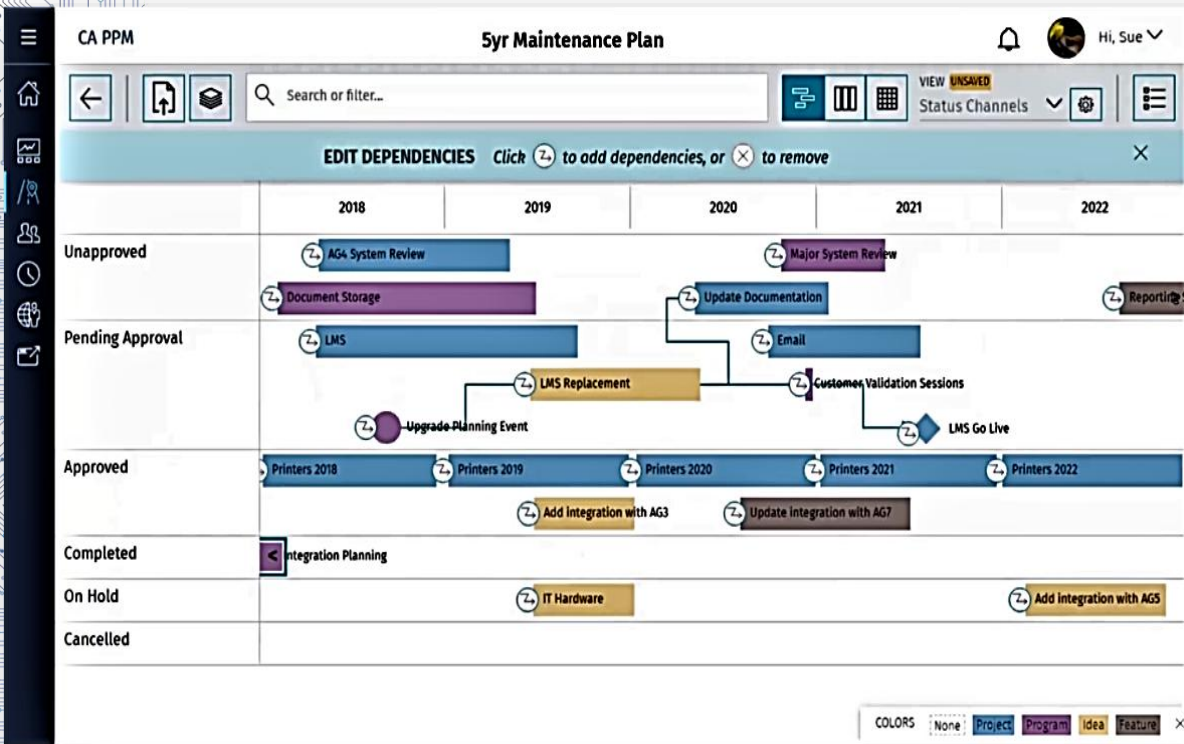 CA PPM
5yr Maintenance Plan
Hi, Sue
Search or filter...
VIEW UNSAVED
Status Channels
EDIT DEPENDENCIES Click to add dependencies, or to remove
2018 2019 2020 2021 2022
Unapproved
AG4 System Review
Major System Review
Document Storage
Update Documentation
Reporting
Pending Approval
LMS
Email
LMS Replacement
Customer Validation Sessions
Upgrade Planning Event
LMS Go Live
Approved
Printers 2018
Printers 2019
Printers 2020
Printers 2021
Printers 2022
Add integration with AG3
Update integration with AG7
Completed
ntegration Planning
On Hold
IT Hardware
Add integration with AG5
Cancelled
COLORS None Project Program Idea Feature